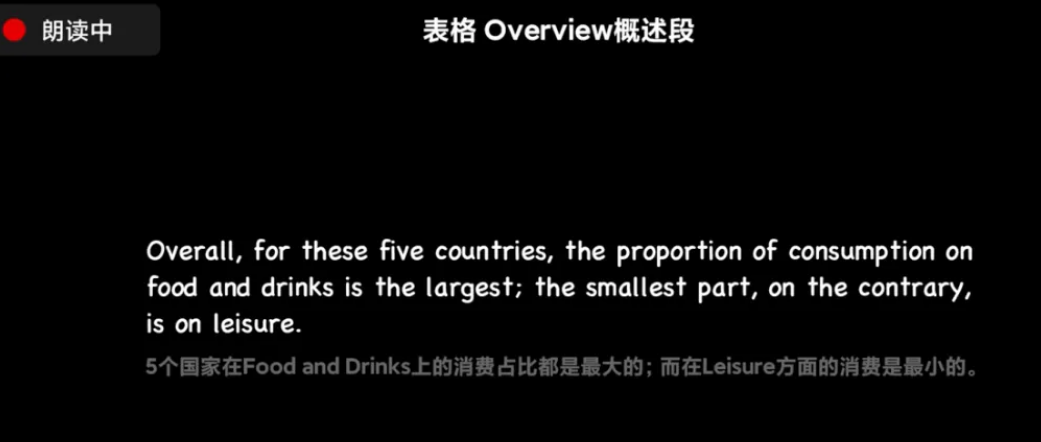 朗读中
表格 Overview概述段
Overall, for these five countries, the proportion of consumption on
food and drinks is the largest; the smallest part, on the contrary,
is on leisure.
5个国家在Food and Drinks上的消费占比都是最大的；而在Leisure方面的消费是最小的。